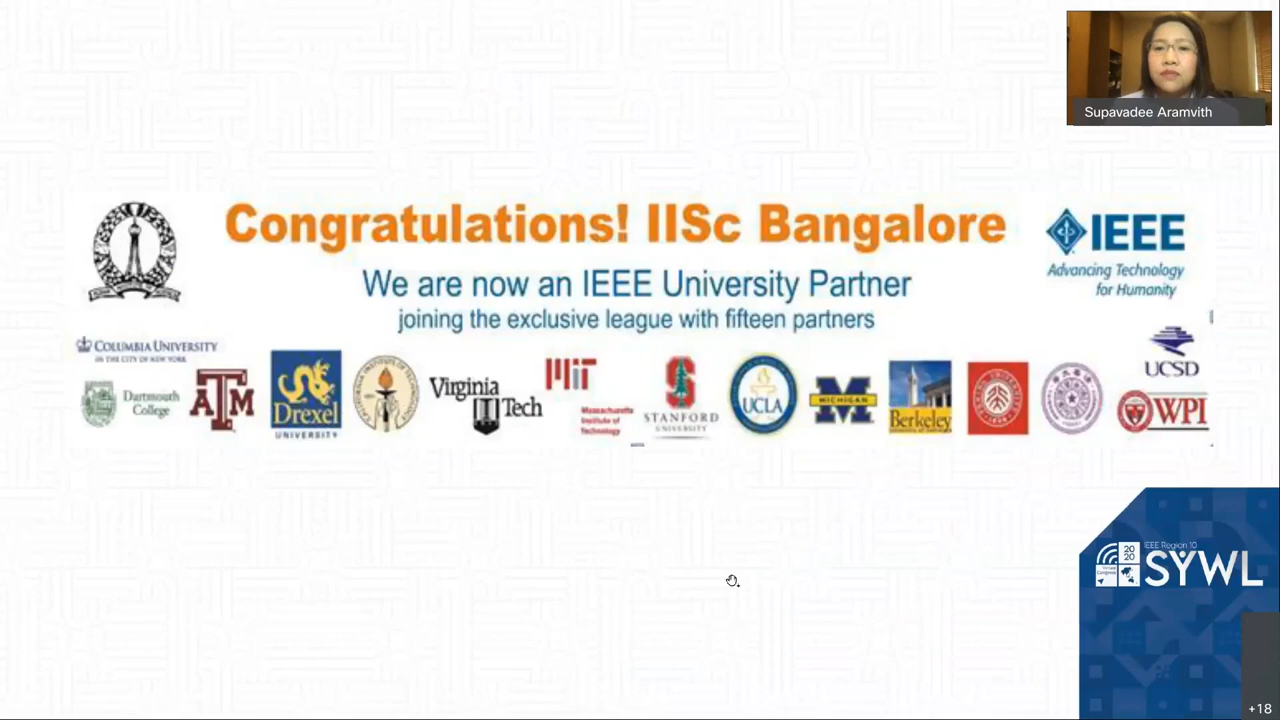 Supavadee Aramvith
Congratulations! IISc Bangalore
We are now an IEEE University Partner
joining the exclusive league with fifteen partners
IEEE
Advancing Technology
for Humanity
COLUMBIA UNIVERSITY
IN THE CITY OF NEW YORK
Dartmouth
College
ATM
Drexel
UNIVERSITY
Virginia
Tech
MIT
Massachusetts
Institute of
Technology
S
STANFORD
UNIVERSITY
UCLA
M
MICHIGAN
Berkeley
UCSD
WPI
IEEE Region 10
2020
Virtual
Congress
SYWL
+18